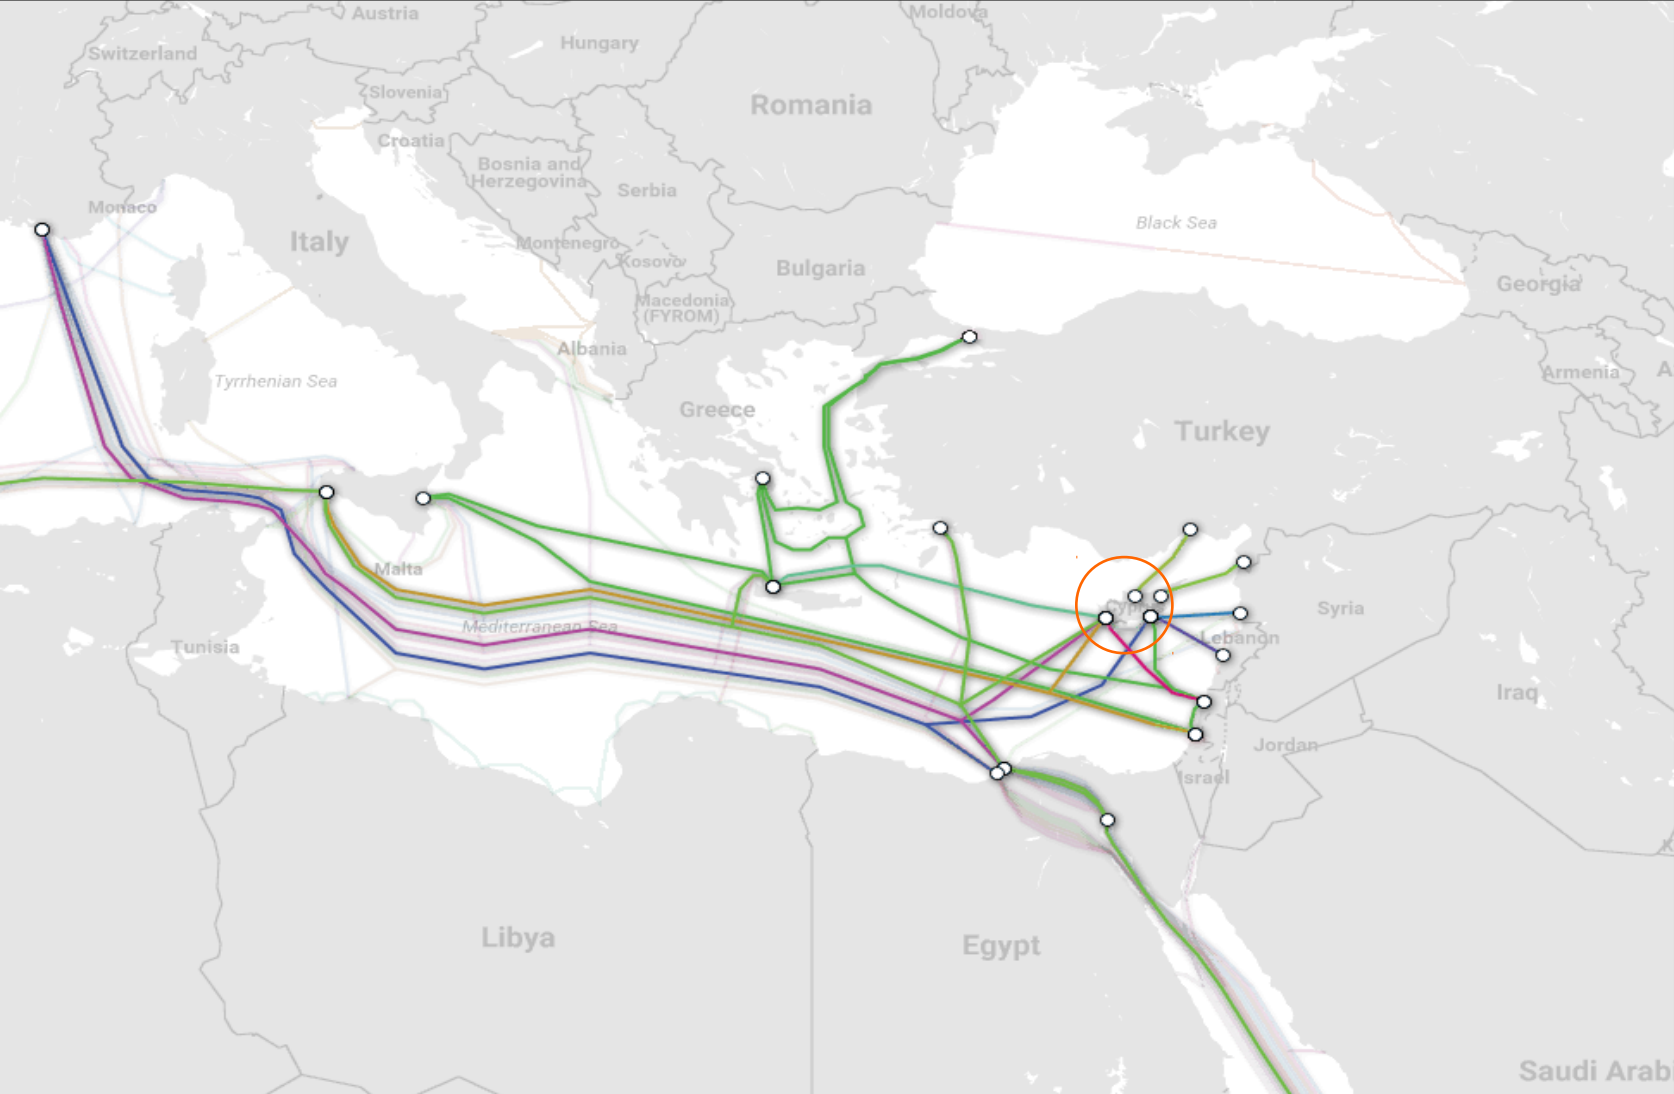 Austria
Moldova
Switzerland
Hungary
Slovenia
Romania
Croatia
Bosnia and
Herzegovina
Serbia
Monaco
Italy
Montenegro
Kosovo
Black Sea
Bulgaria
Georgia
Macedonia
(FYROM)
Albania
Armenia
A
Tyrrhenian Sea
Greece
Turkey
Malta
Cyprus
Syria
Mediterranean Sea
Lebanon
Tunisia
Iraq
Jordan
Israel
Libya
Egypt
Saudi Arabi